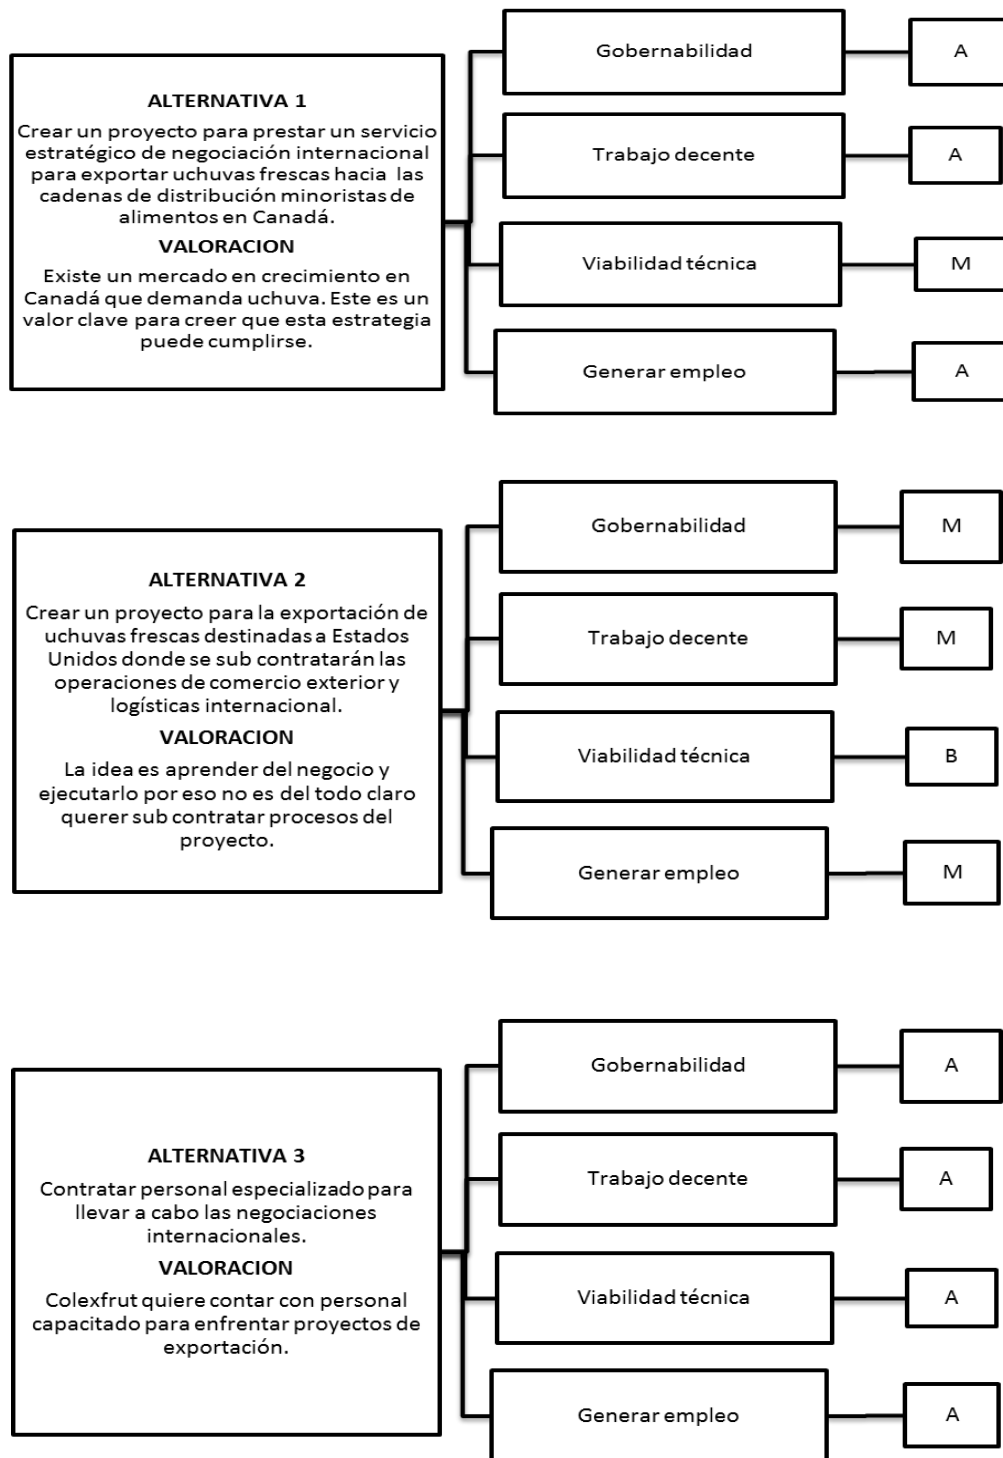 ALTERNATIVA 1
Crear un proyecto para prestar un servicio
estratégico de negociación internacional
para exportar uchuvas frescas hacia las
cadenas de distribución minoristas de
alimentos en Canadá.
VALORACION
Existe un mercado en crecimiento en
Canadá que demanda uchuva. Este es un
valor clave para creer que esta estrategia
puede cumplirse.
Gobernabilidad
A
Trabajo decente
A
Viabilidad técnica
M
Generar empleo
A
ALTERNATIVA 2
Crear un proyecto para la exportación de
uchuvas frescas destinadas a Estados
Unidos donde se sub contratarán las
operaciones de comercio exterior y
logísticas internacional.
VALORACION
La idea es aprender del negocio y
ejecutarlo por eso no es del todo claro
querer sub contratar procesos del
proyecto.
Gobernabilidad
M
Trabajo decente
M
Viabilidad técnica
B
Generar empleo
M
ALTERNATIVA 3
Contratar personal especializado para
llevar a cabo las negociaciones
internacionales.
VALORACION
Colexfrut quiere contar con personal
capacitado para enfrentar proyectos de
exportación.
Gobernabilidad
A
Trabajo decente
A
Viabilidad técnica
A
Generar empleo
A